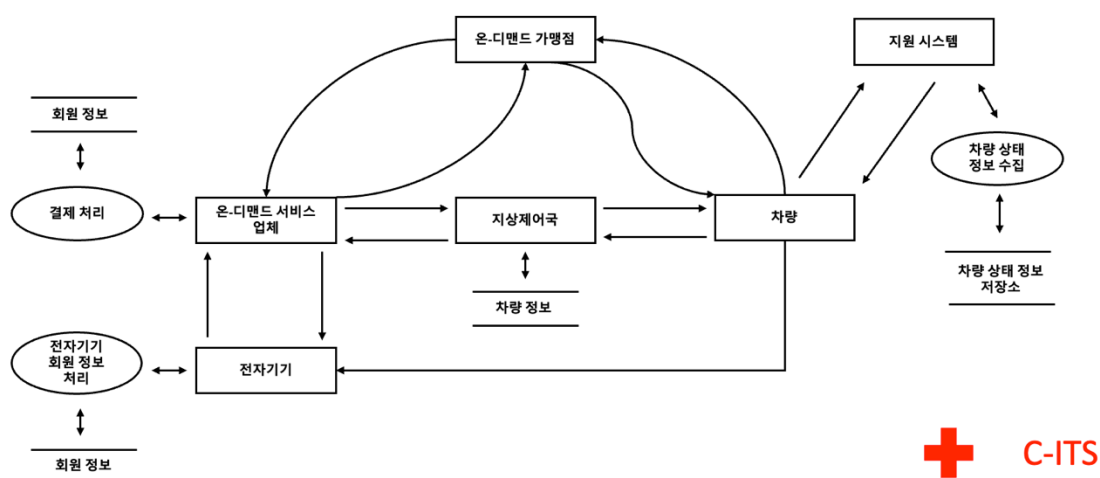 온-디맨드 가맹점
지원 시스템
회원 정보
차량 상태
정보 수집
결제 처리
온-디맨드 서비스
업체
지상제어국
차량
차량 상태 정보
저장소
차량 정보
전자기기
회원 정보
처리
전자기기
회원 정보
C-ITS